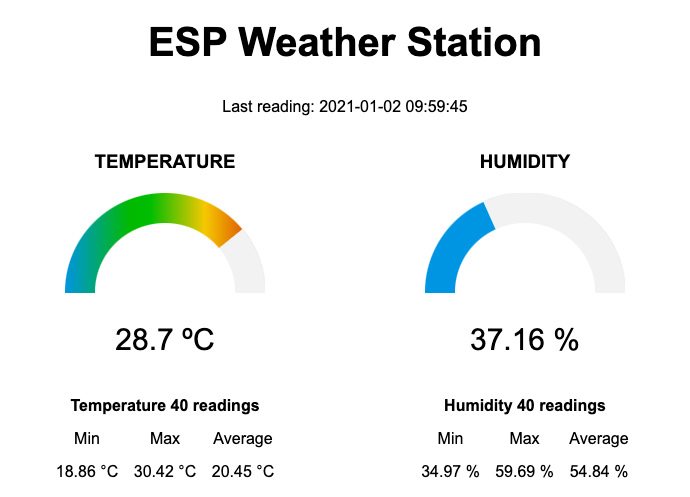 ESP Weather Station
Last reading: 2021-01-02 09:59:45
TEMPERATURE
28.7 ºC
Temperature 40 readings
Min Max Average
18.86 °C 30.42 °C 20.45 °C
HUMIDITY
37.16 %
Humidity 40 readings
Min Max Average
34.97 % 59.69 % 54.84 %